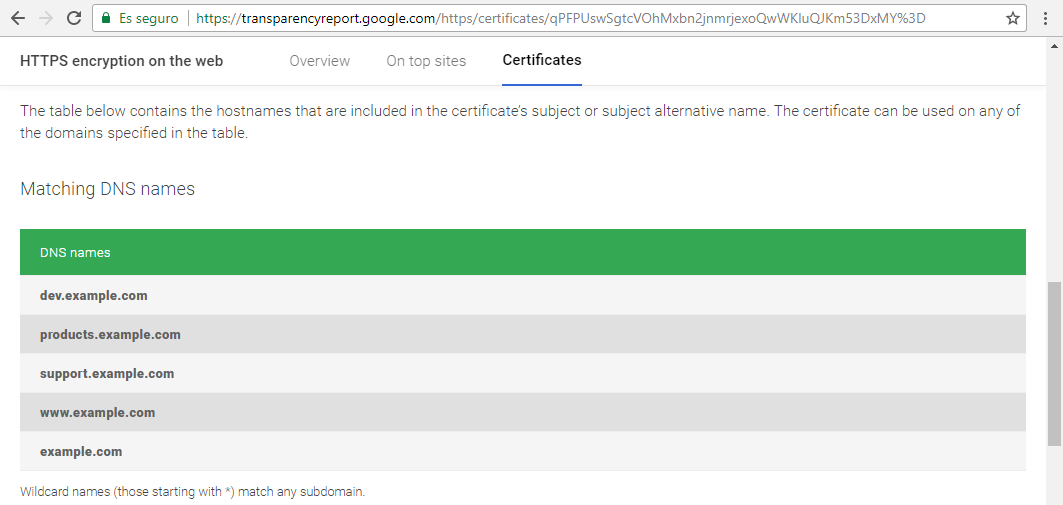 Es seguro https://transparencyreport.google.com/https/certificates/qPFPUswSgtcVOhMxbn2jnmrjexoQwWKluQJKm53DxMY%3D
HTTPS encryption on the web Overview On top sites Certificates
The table below contains the hostnames that are included in the certificate's subject or subject alternative name. The certificate can be used on any of
the domains specified in the table.
Matching DNS names
DNS names
dev.example.com
products.example.com
support.example.com
www.example.com
example.com
Wildcard names (those starting with *) match any subdomain.